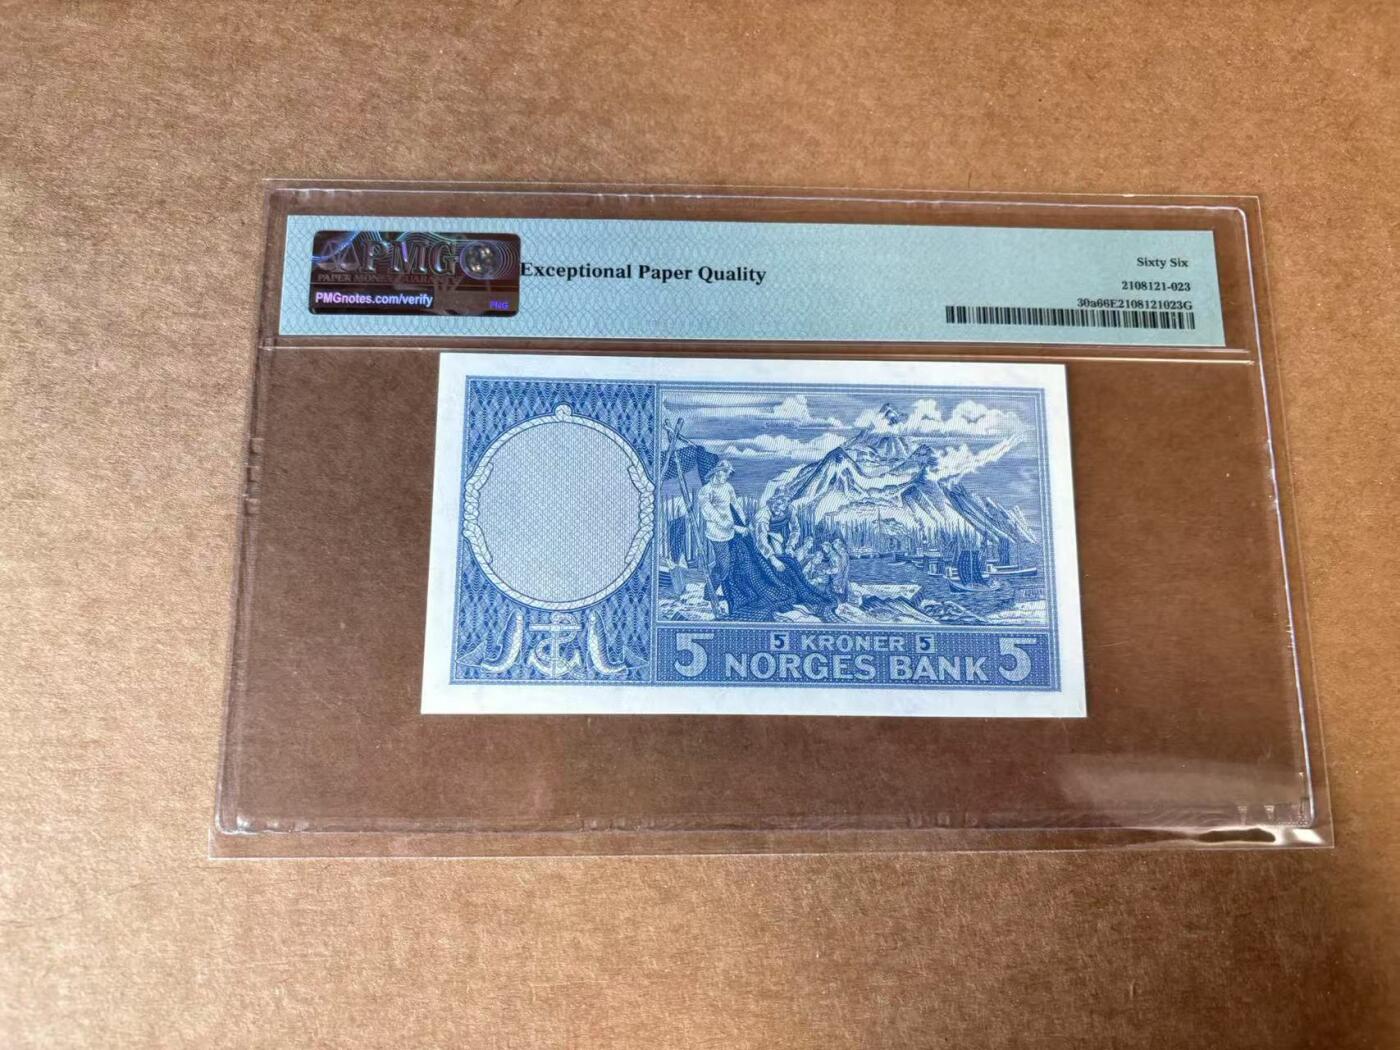 PMG
PAPER MONEY GUARANTY
PMGnotes.com/verify
PNG
Exceptional Paper Quality
Sixty Six
2108121-023
30a66E2108121023G
5 5 KRONER 5 5
NORGES BANK